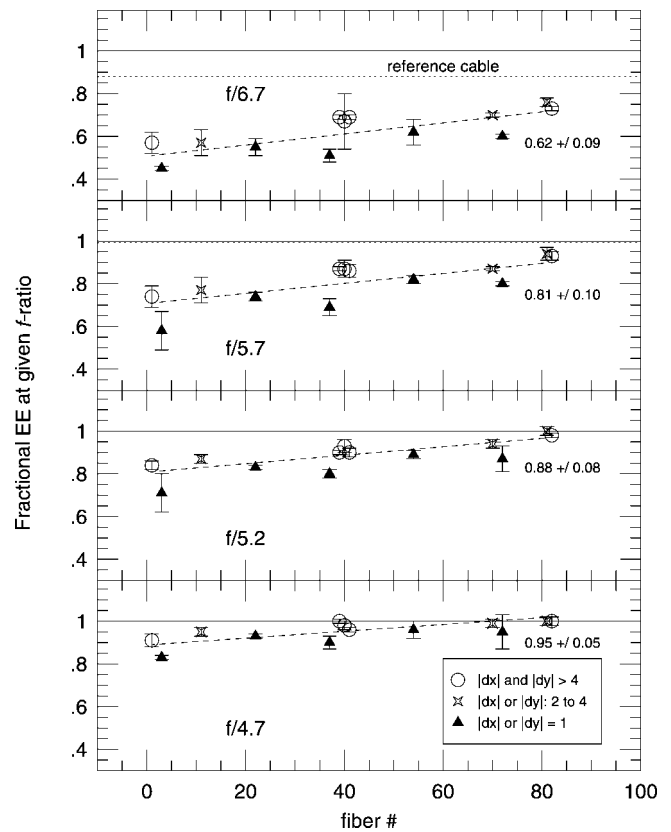 1
.8
.6
.4
f/6.7
reference cable
0.62 +/ 0.09
1
.8
.6
.4
f/5.7
0.81 +/ 0.10
1
.8
.6
.4
f/5.2
0.88 +/ 0.08
1
.8
.6
.4
f/4.7
0.95 +/ 0.05
|dx| and |dy| > 4
|dx| or |dy|: 2 to 4
|dx| or |dy| = 1
0 20 40 60 80 100
fiber #
Fractional EE at given f-ratio